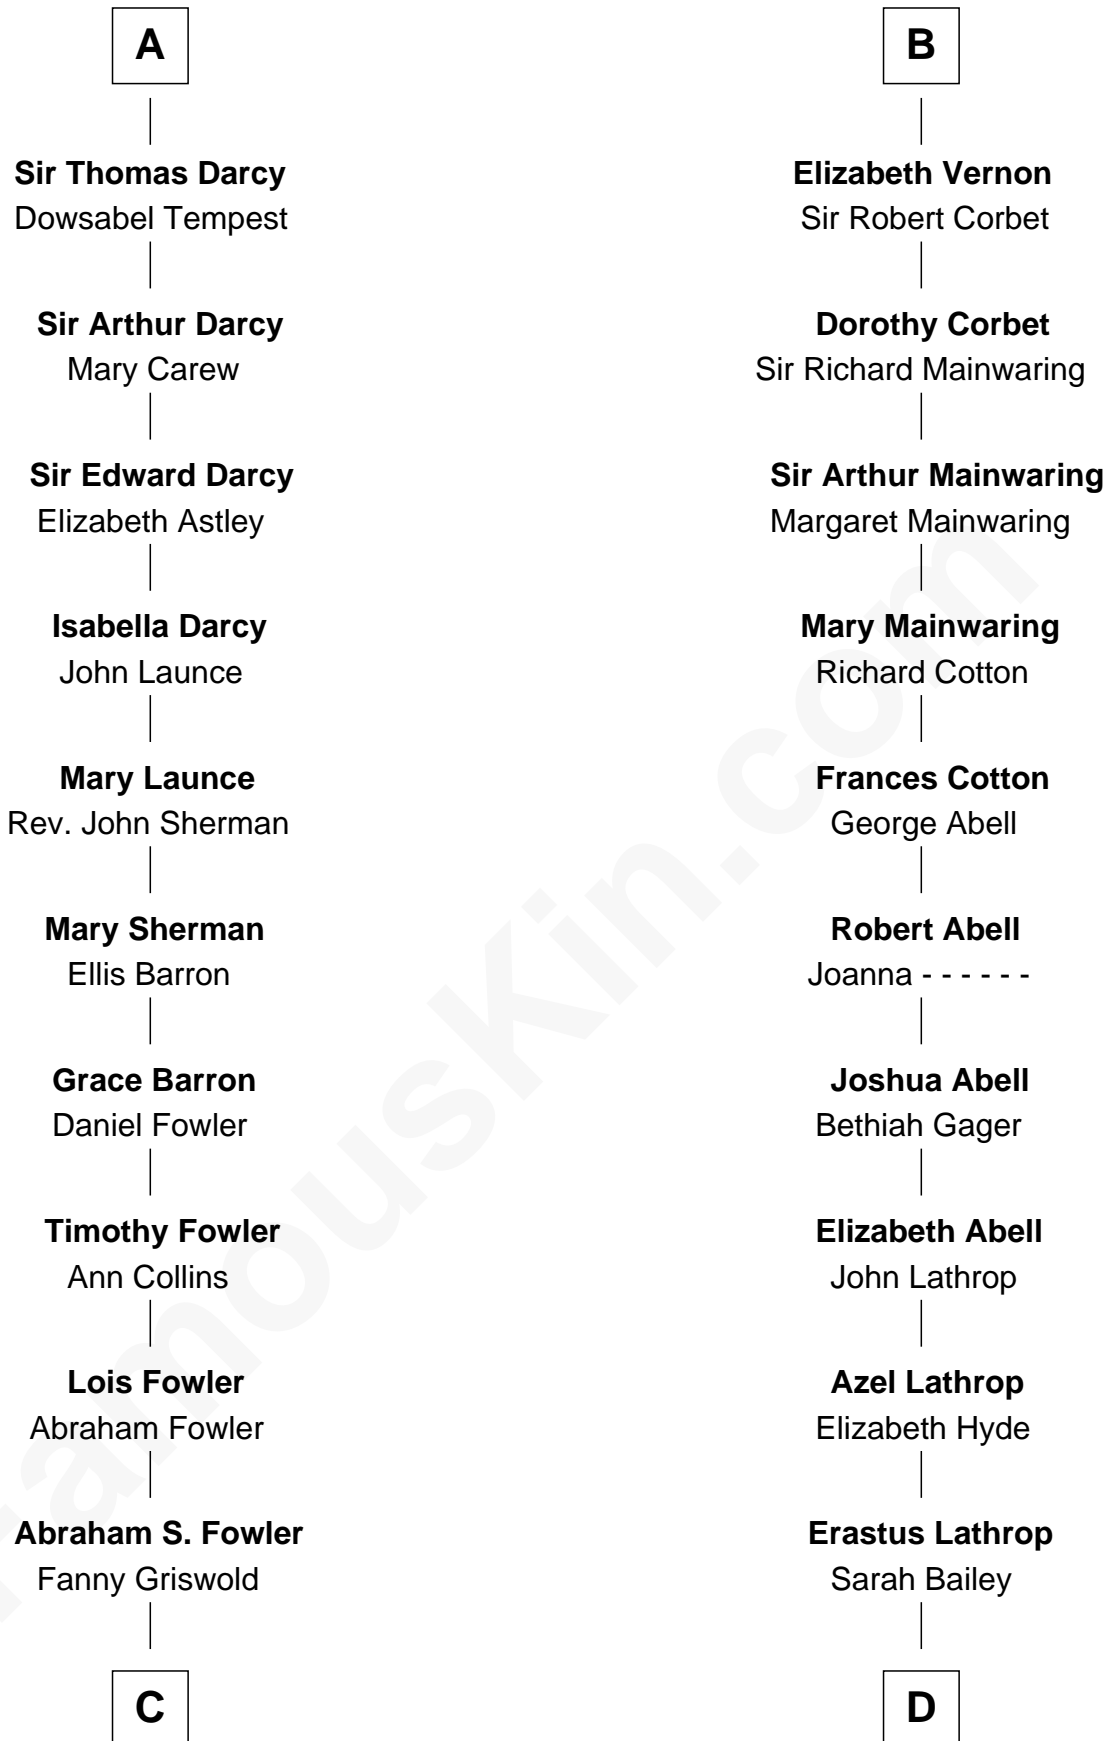 A
Sir Thomas Darcy
Dowsabel Tempest
Sir Arthur Darcy
Mary Carew
Sir Edward Darcy
Elizabeth Astley
Isabella Darcy
John Launce
Mary Launce
Rev. John Sherman
Mary Sherman
Ellis Barron
Grace Barron
Daniel Fowler
Timothy Fowler
Ann Collins
Lois Fowler
Abraham Fowler
Abraham S. Fowler
Fanny Griswold
C
B
Elizabeth Vernon
Sir Robert Corbet
Dorothy Corbet
Sir Richard Mainwaring
Sir Arthur Mainwaring
Margaret Mainwaring
Mary Mainwaring
Richard Cotton
Frances Cotton
George Abell
Robert Abell
Joanna - - - - - -
Joshua Abell
Bethiah Gager
Elizabeth Abell
John Lathrop
Azel Lathrop
Elizabeth Hyde
Erastus Lathrop
Sarah Bailey
D
FamousKin.com